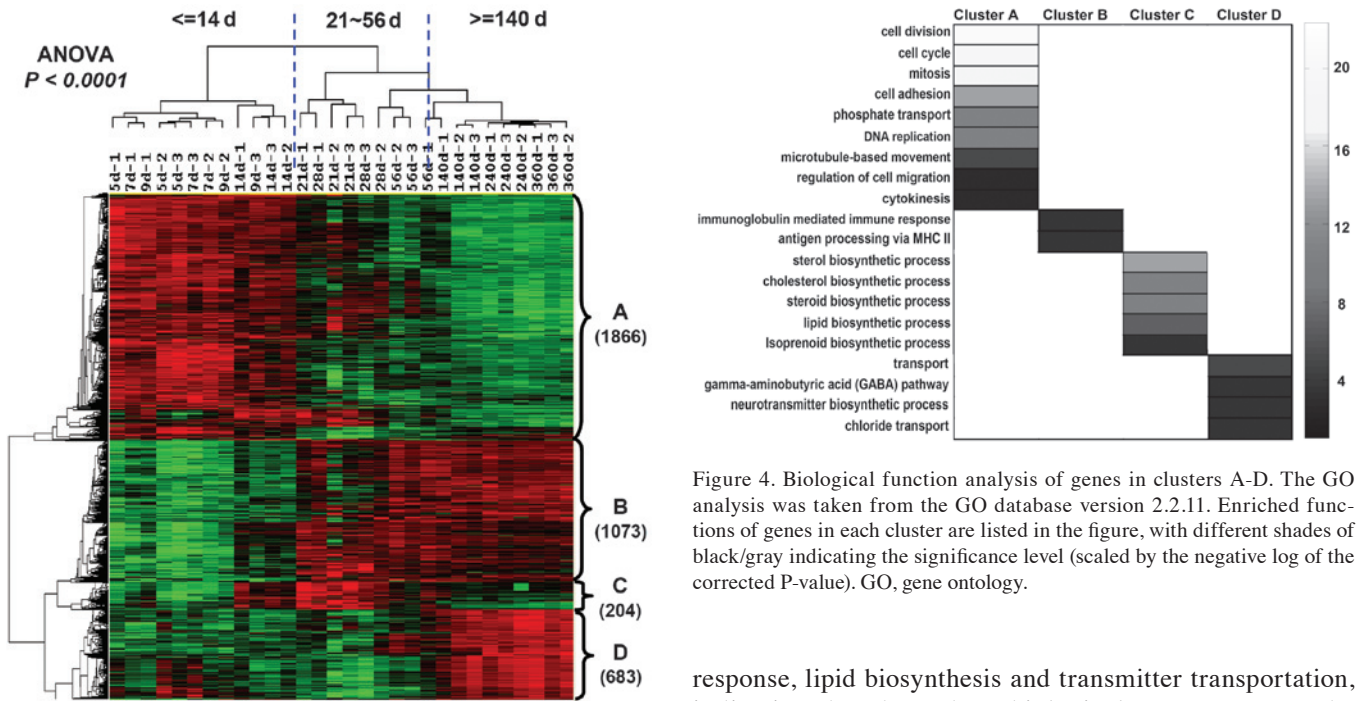 <=14 d
21~56 d
>=140 d
ANOVA
P < 0.0001
5d-1
7d-1
9d-1
5d-2
5d-3
7d-3
7d-2
9d-2
14d-1
9d-3
14d-3
14d-2
21d-1
28d-1
21d-2
21d-3
28d-3
28d-2
56d-2
56d-3
56d-1
140d-1
140d-2
140d-3
240d-1
240d-3
240d-2
360d-1
360d-3
360d-2
A
(1866)
B
(1073)
C
(204)
D
(683)
Cluster A
Cluster B
Cluster C
Cluster D
cell division
cell cycle
mitosis
cell adhesion
phosphate transport
DNA replication
microtubule-based movement
regulation of cell migration
cytokinesis
immunoglobulin mediated immune response
antigen processing via MHC II
sterol biosynthetic process
cholesterol biosynthetic process
steroid biosynthetic process
lipid biosynthetic process
Isoprenoid biosynthetic process
transport
gamma-aminobutyric acid (GABA) pathway
neurotransmitter biosynthetic process
chloride transport
20
16
12
8
4
Figure 4. Biological function analysis of genes in clusters A-D. The GO
analysis was taken from the GO database version 2.2.11. Enriched func-
tions of genes in each cluster are listed in the figure, with different shades of
black/gray indicating the significance level (scaled by the negative log of the
corrected P-value). GO, gene ontology.
response, lipid biosynthesis and transmitter transportation,